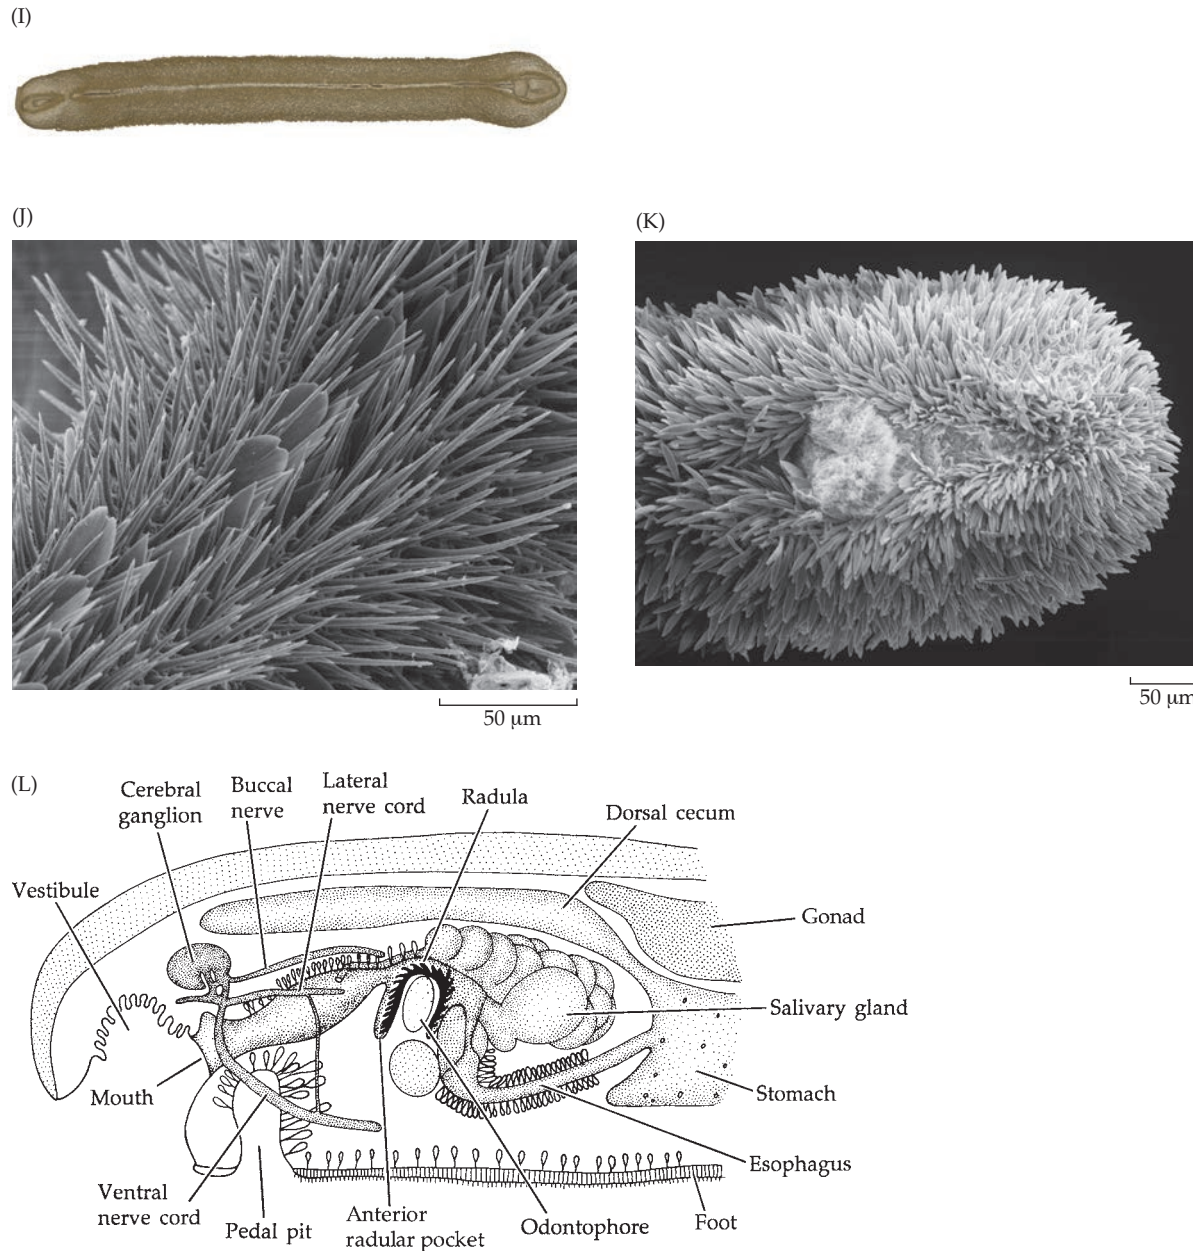 (I)
(J)
(K)
50 µm
50 µm
(L)
Cerebral
ganglion
Buccal
nerve
Lateral
nerve cord
Radula
Dorsal cecum
Vestibule
Gonad
Salivary gland
Mouth
Stomach
Esophagus
Ventral
nerve cord
Pedal pit
Anterior
radular pocket
Odontophore
Foot